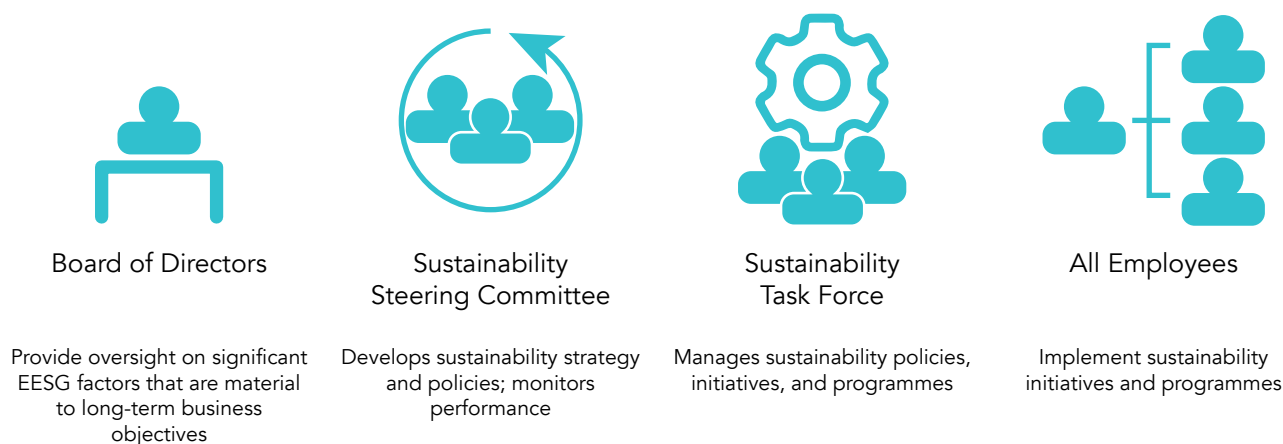 Board of Directors
Provide oversight on significant
EESG factors that are material
to long-term business
objectives
Sustainability
Steering Committee
Develops sustainability strategy
and policies; monitors
performance
Sustainability
Task Force
Manages sustainability policies,
initiatives, and programmes
All Employees
Implement sustainability
initiatives and programmes